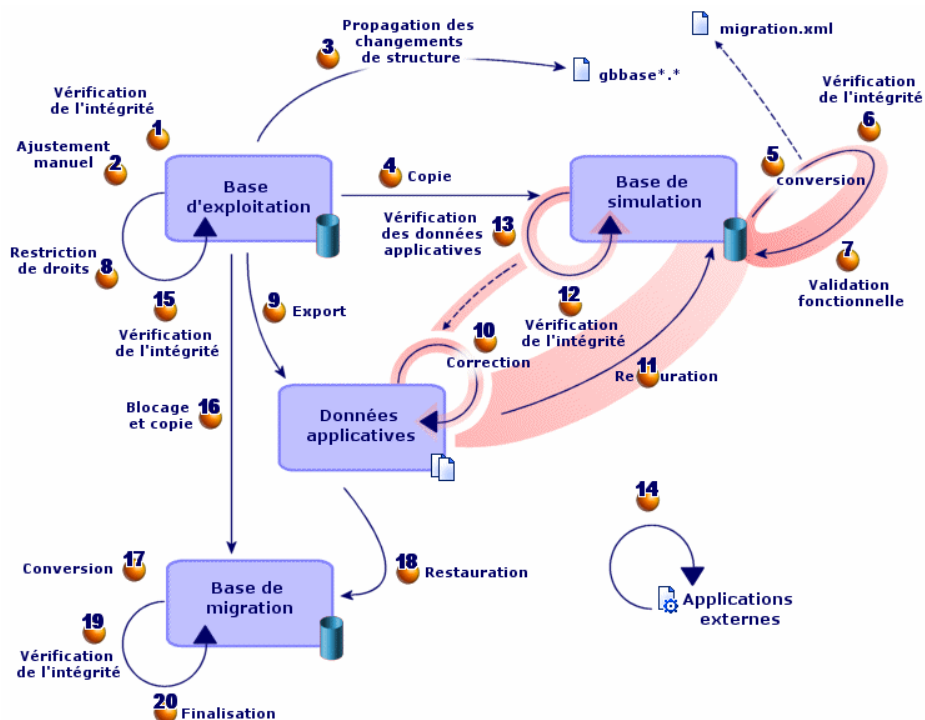 3
Propagation des
changements
de structure
migration.xml
gbbase*.*
Vérification
de l'intégrité
1
Ajustement
manuel
2
Vérification
de l'intégrité
6
4
Copie
5
conversion
Base
d'exploitation
Base de
simulation
Vérification
des données
applicatives
13
Restriction
de droits
8
7
Validation
fonctionnelle
15
Vérification
de l'intégrité
9
Export
12
Vérification
de l'intégrité
10
Correction
11
Blocage
et copie
16
Données
applicatives
14
Conversion
17
Base de
migration
18
Restauration
Applications
externes
19
Vérification
de l'intégrité
20
Finalisation